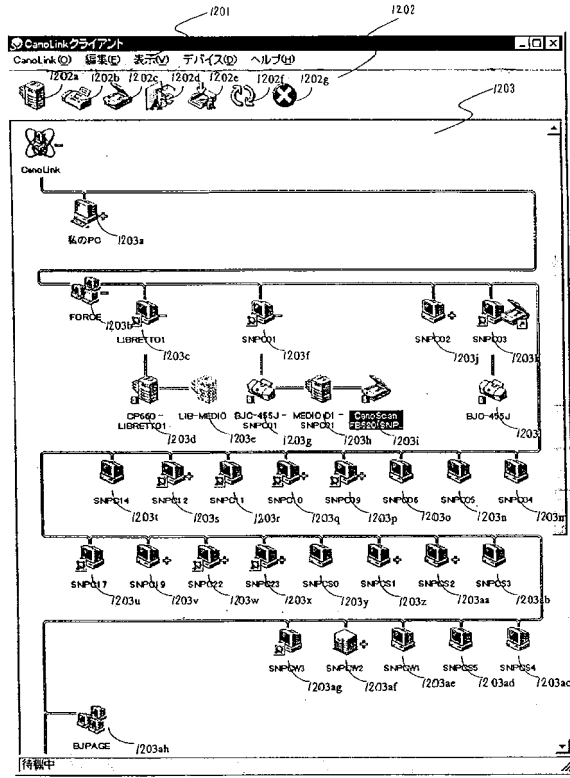 1201
1202
CanoLinkクライアント
CanoLink(O) 編集(E) 表示(V) デバイス(D) ヘルプ(H)
1202a 1202b 1202c 1202d 1202e 1202f 1202g
1203
CanoLink
私のPC
1203a
FORCE
1203b
LIBRETTO1
1203c
SNPC01
1203f
SNPC02
1203j
SNPC03
CP660 - LIBRETTO1
1203d
LIB-MEDIO
1203e
BJC-455J - SNPC01
1203g
MEDIO 01 -
1203h
CanoScan
1203i
BJC-455J
SNPC14 SNPC12 SNPC11 SNPC10 SNPC09 SNPC06 SNPC05 SNPC04
1203t 1203s 1203r 1203q 1203p 1203o 1203n 1203m
SNPC17 SNPC19 SNPC22 SNPC23 SNPCS0 SNPCS1 SNPCS2 SNPCS3
1203u 1203v 1203w 1203x 1203y 1203z 1203aa 1203ab
SNPCW3 SNPCW2 SNPCW1 SNPCS5 SNPCS4
1203ag 1203af 1203ae 1203ad 1203ac
BJPAGE
1203ah
待機中